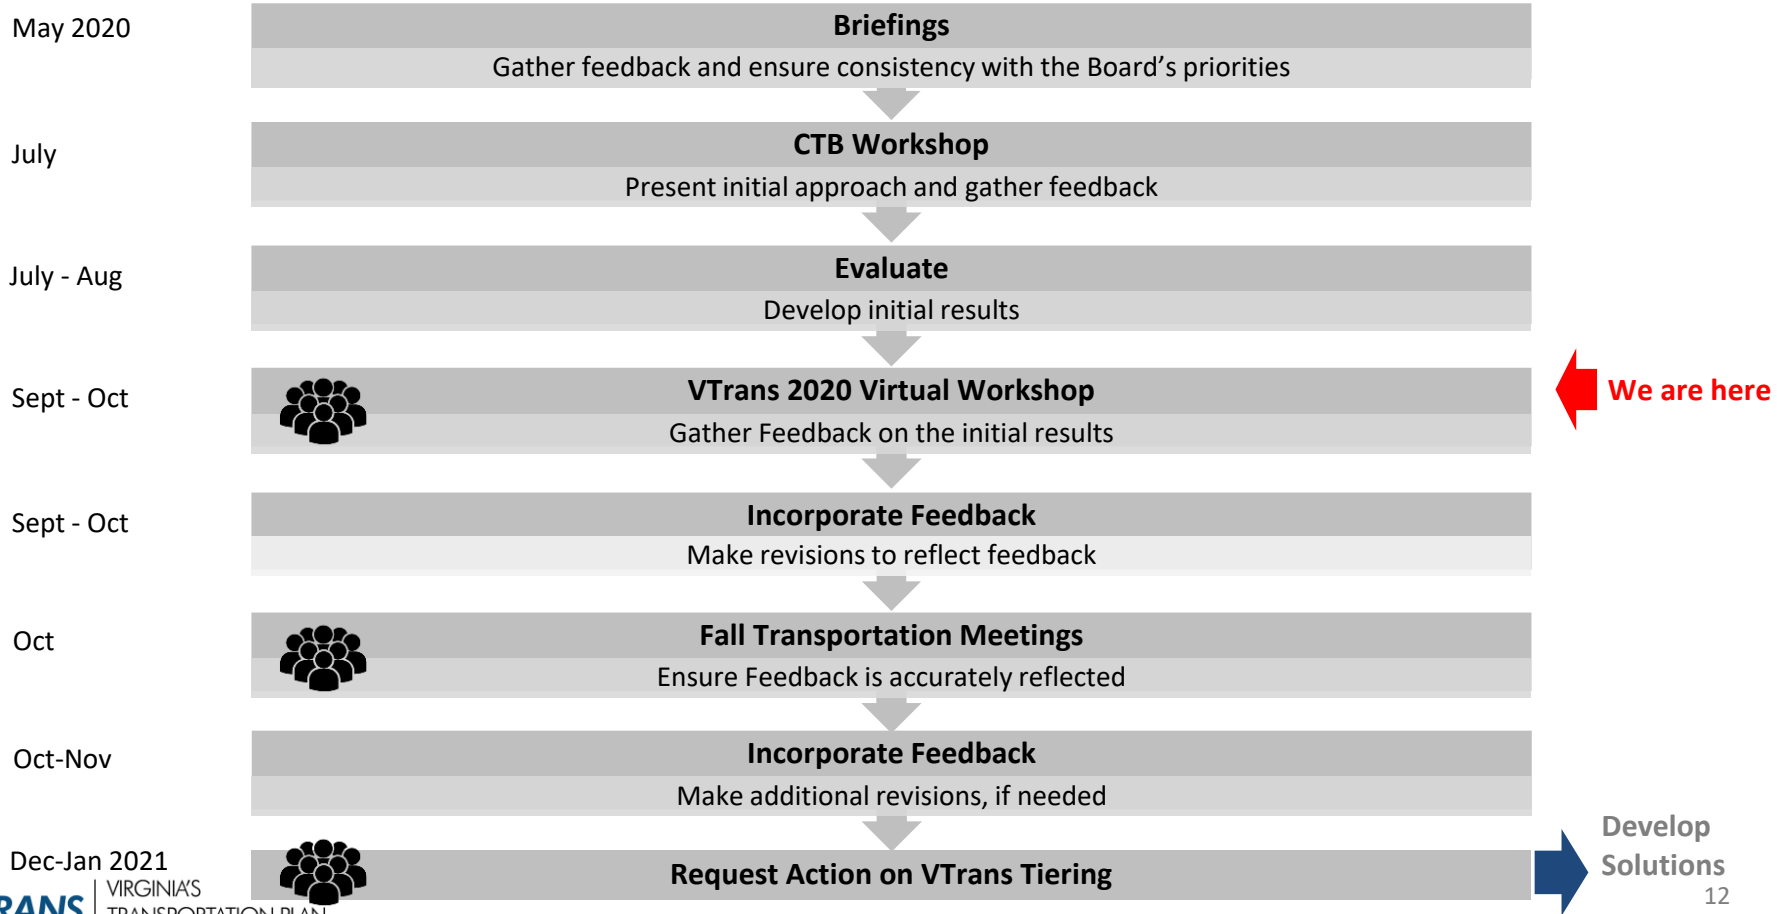 May 2020
Briefings
Gather feedback and ensure consistency with the Board's priorities
July
CTB Workshop
Present initial approach and gather feedback
July - Aug
Evaluate
Develop initial results
Sept - Oct
VTrans 2020 Virtual Workshop
Gather Feedback on the initial results
We are here
Sept - Oct
Incorporate Feedback
Make revisions to reflect feedback
Oct
Fall Transportation Meetings
Ensure Feedback is accurately reflected
Oct-Nov
Incorporate Feedback
Make additional revisions, if needed
Dec-Jan 2021
Request Action on VTrans Tiering
Develop
Solutions
12
RANS
VIRGINIA'S
TRANSPORTATION PLAN